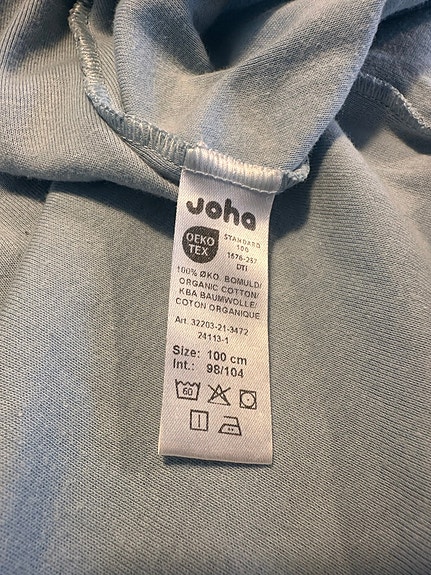 Joha
OEKO
TEX
STANDARD
100
1676-257
DTI
100% ØKO. BOMULD/
ORGANIC COTTON/
KBA BAUMWOLLE/
COTON ORGANIQUE
Art. 32203-21-3472
24113-1
Size: 100 cm
Int.: 98/104
60